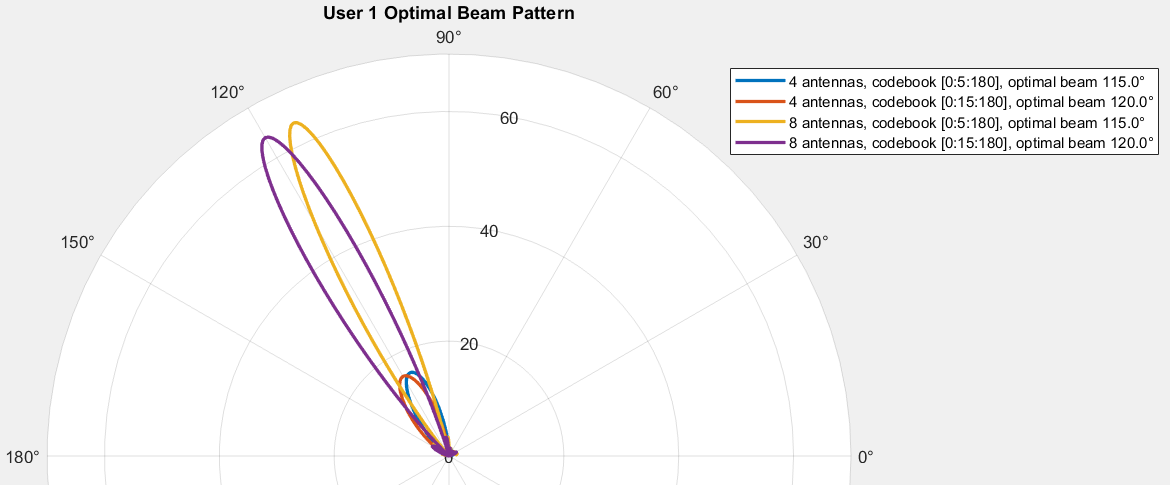 User 1 Optimal Beam Pattern
90°
120°
60°
4 antennas, codebook [0:5:180], optimal beam 115.0°
4 antennas, codebook [0:15:180], optimal beam 120.0°
8 antennas, codebook [0:5:180], optimal beam 115.0°
8 antennas, codebook [0:15:180], optimal beam 120.0°
60
40
150°
30°
20
180°
0
0°